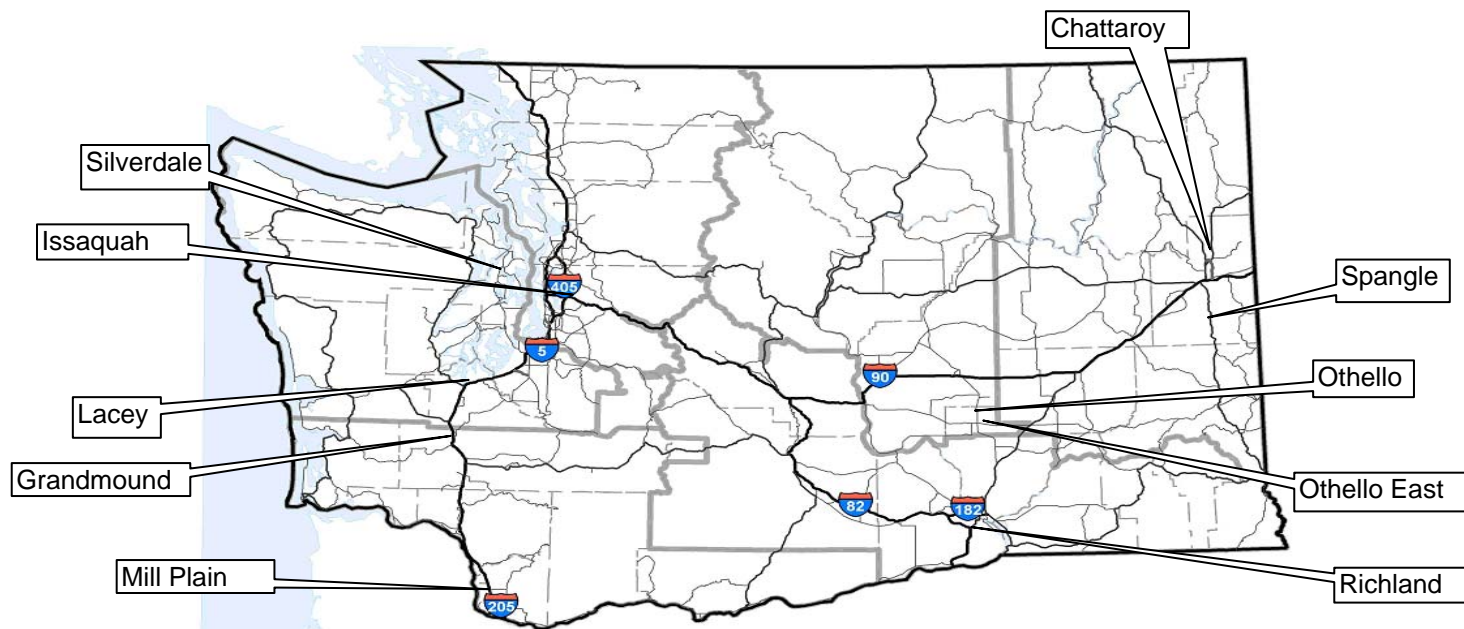 Chattaroy
Silverdale
Issaquah
405
Spangle
5
90
Othello
Lacey
Grandmound
Othello East
82
182
Mill Plain
205
Richland